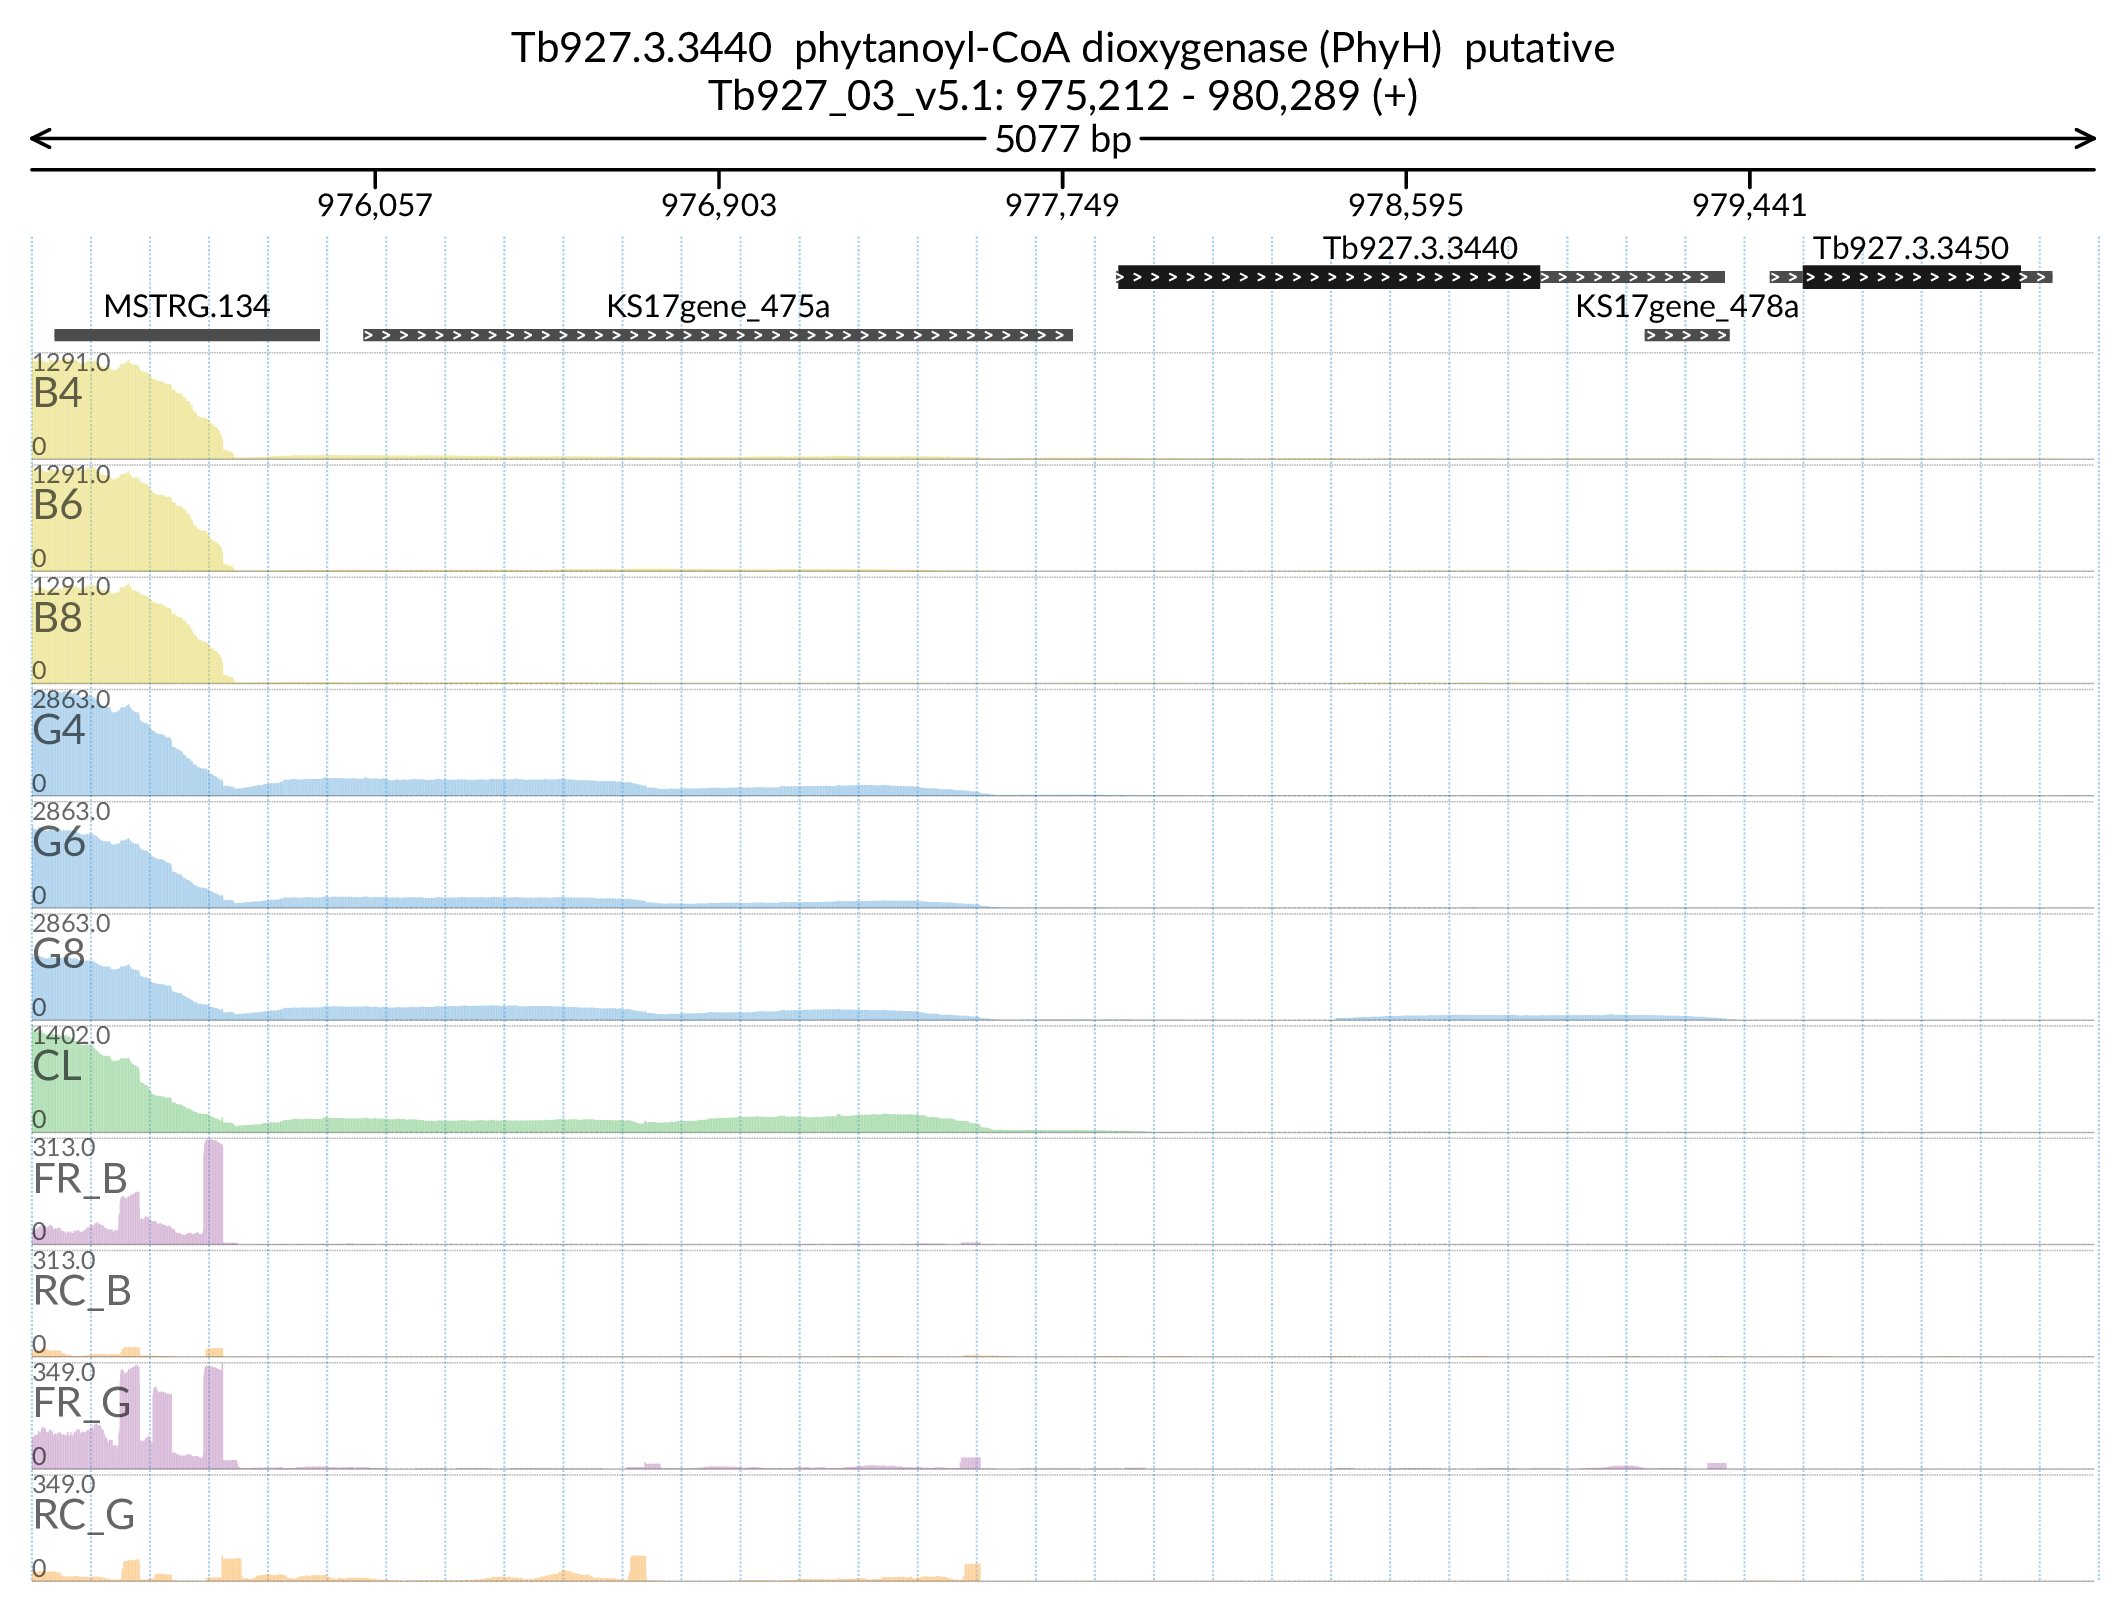 Tb927.3.3440 phytanoyl-CoA dioxygenase (PhyH) putative
Tb927_03_v5.1: 975,212 - 980,289 (+)
5077 bp
976,057 976,903 977,749 978,595 979,441
Tb927.3.3440 Tb927.3.3450
MSTRG.134 KS17gene_475a KS17gene_478a
1291.0
B4
0
1291.0
B6
0
1291.0
B8
0
2863.0
G4
0
2863.0
G6
0
2863.0
G8
0
1402.0
CL
0
313.0
FR_B
0
313.0
RC_B
0
349.0
FR_G
0
349.0
RC_G
0